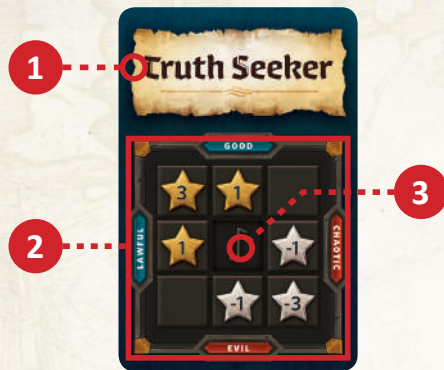 1
Truth Seeker
GOOD
3 1
3
2
LAWFUL
1 -1
CHAOTIC
-1 -3
EVIL